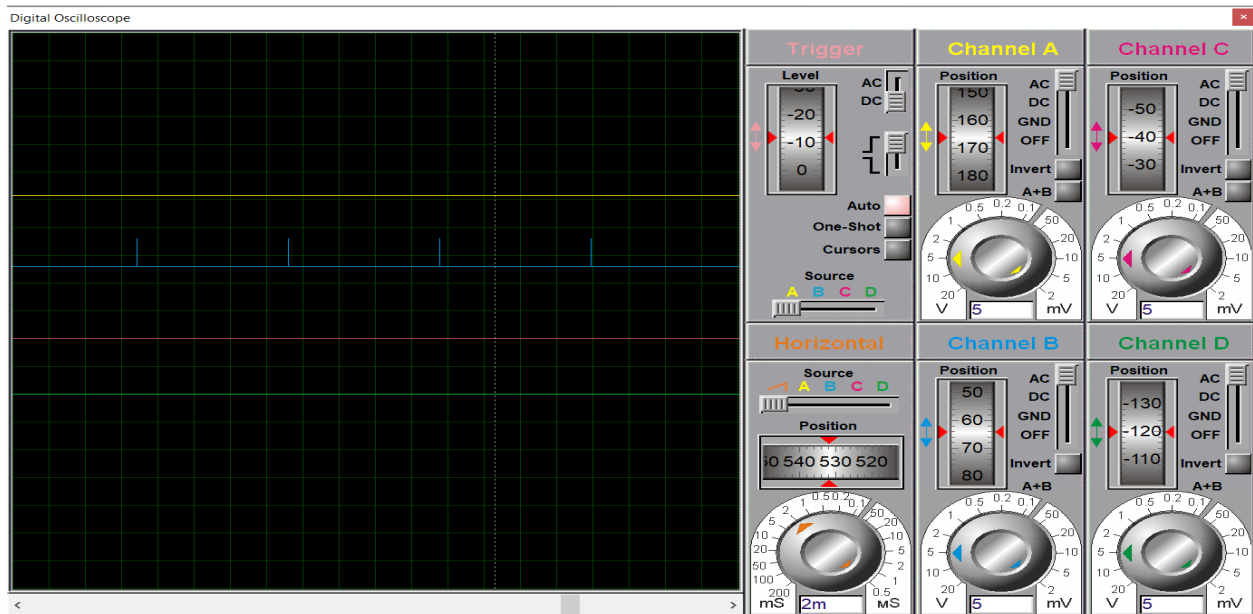 Digital Oscilloscope
Trigger
Level
-20
-10
0
AC
DC
Auto
One-Shot
Cursors
Source
A B C D
Channel A
Position
150
160
170
180
AC
DC
GND
OFF
Invert
A+B
20 10 5 2 1 0.5 0.2 0.1 50 20 10 5 2
V 5 mV
Channel C
Position
-50
-40
-30
AC
DC
GND
OFF
Invert
A+B
20 10 5 2 1 0.5 0.2 0.1 50 20 10 5 2
V 5 mV
Horizontal
Source
A B C D
Position
540 530 520
200 100 50 20 10 5 2 1 0.5 0.2 50 20 10 5 2 1 0.5
mS 2m µS
Channel B
Position
50
60
70
80
AC
DC
GND
OFF
Invert
A+B
20 10 5 2 1 0.5 0.2 0.1 50 20 10 5 2
V 5 mV
Channel D
Position
-130
-120
-110
AC
DC
GND
OFF
Invert
A+B
20 10 5 2 1 0.5 0.2 0.1 50 20 10 5 2
V 5 mV